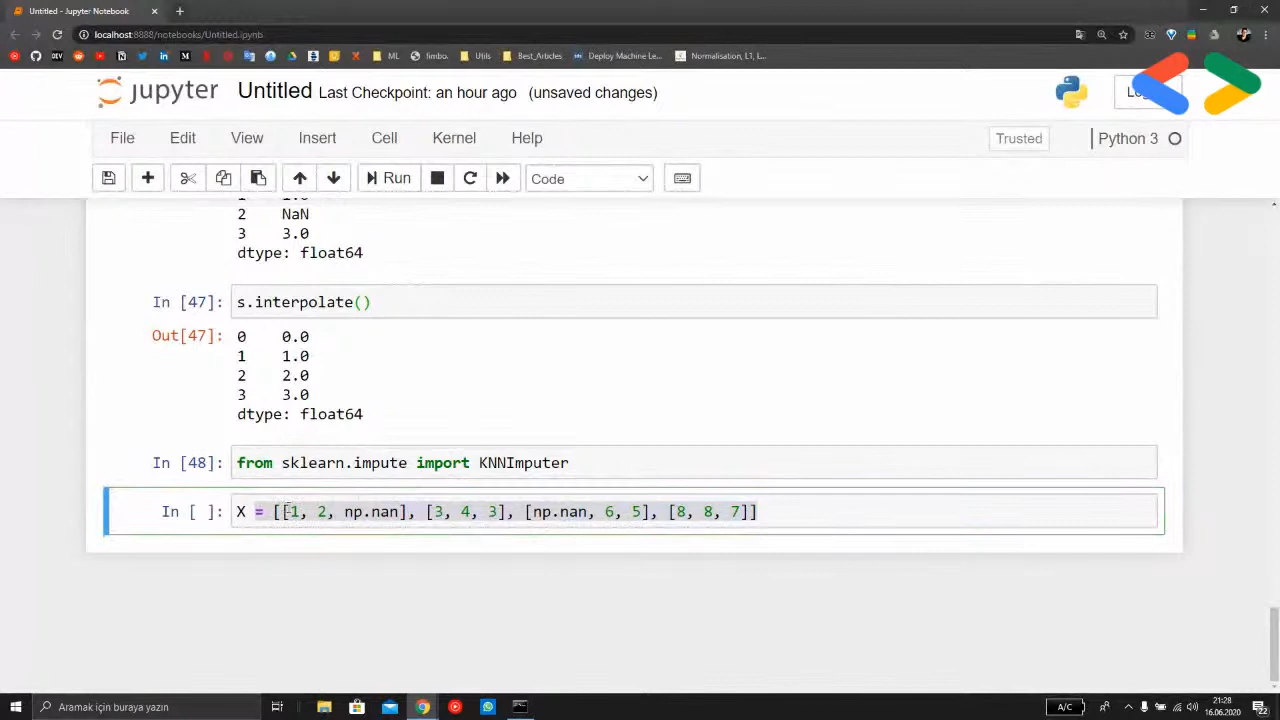 Untitled - Jupyter Notebook
localhost:8888/notebooks/Untitled.ipynb
ML
fimbo.
Utils
Best_Articles
Deploy Machine Le...
Normalisation, L1, L...
jupyter Untitled Last Checkpoint: an hour ago (unsaved changes)
File Edit View Insert Cell Kernel Help
Trusted
Python 3
Run
Code
2 NaN
3 3.0
dtype: float64
In [47]: s.interpolate()
Out[47]: 0 0.0
1 1.0
2 2.0
3 3.0
dtype: float64
In [48]: from sklearn.impute import KNNImputer
In [ ]: X = [[1, 2, np.nan], [3, 4, 3], [np.nan, 6, 5], [8, 8, 7]]
Aramak için buraya yazın
A/C
21:28
16.06.2020